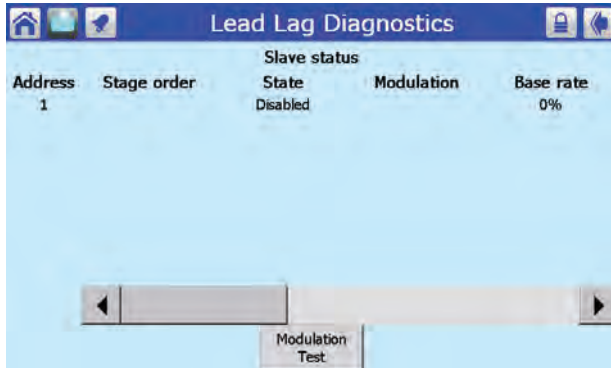 Lead Lag Diagnostics
Slave status
Address Stage order State Modulation Base rate
1 Disabled 0%
Modulation
Test